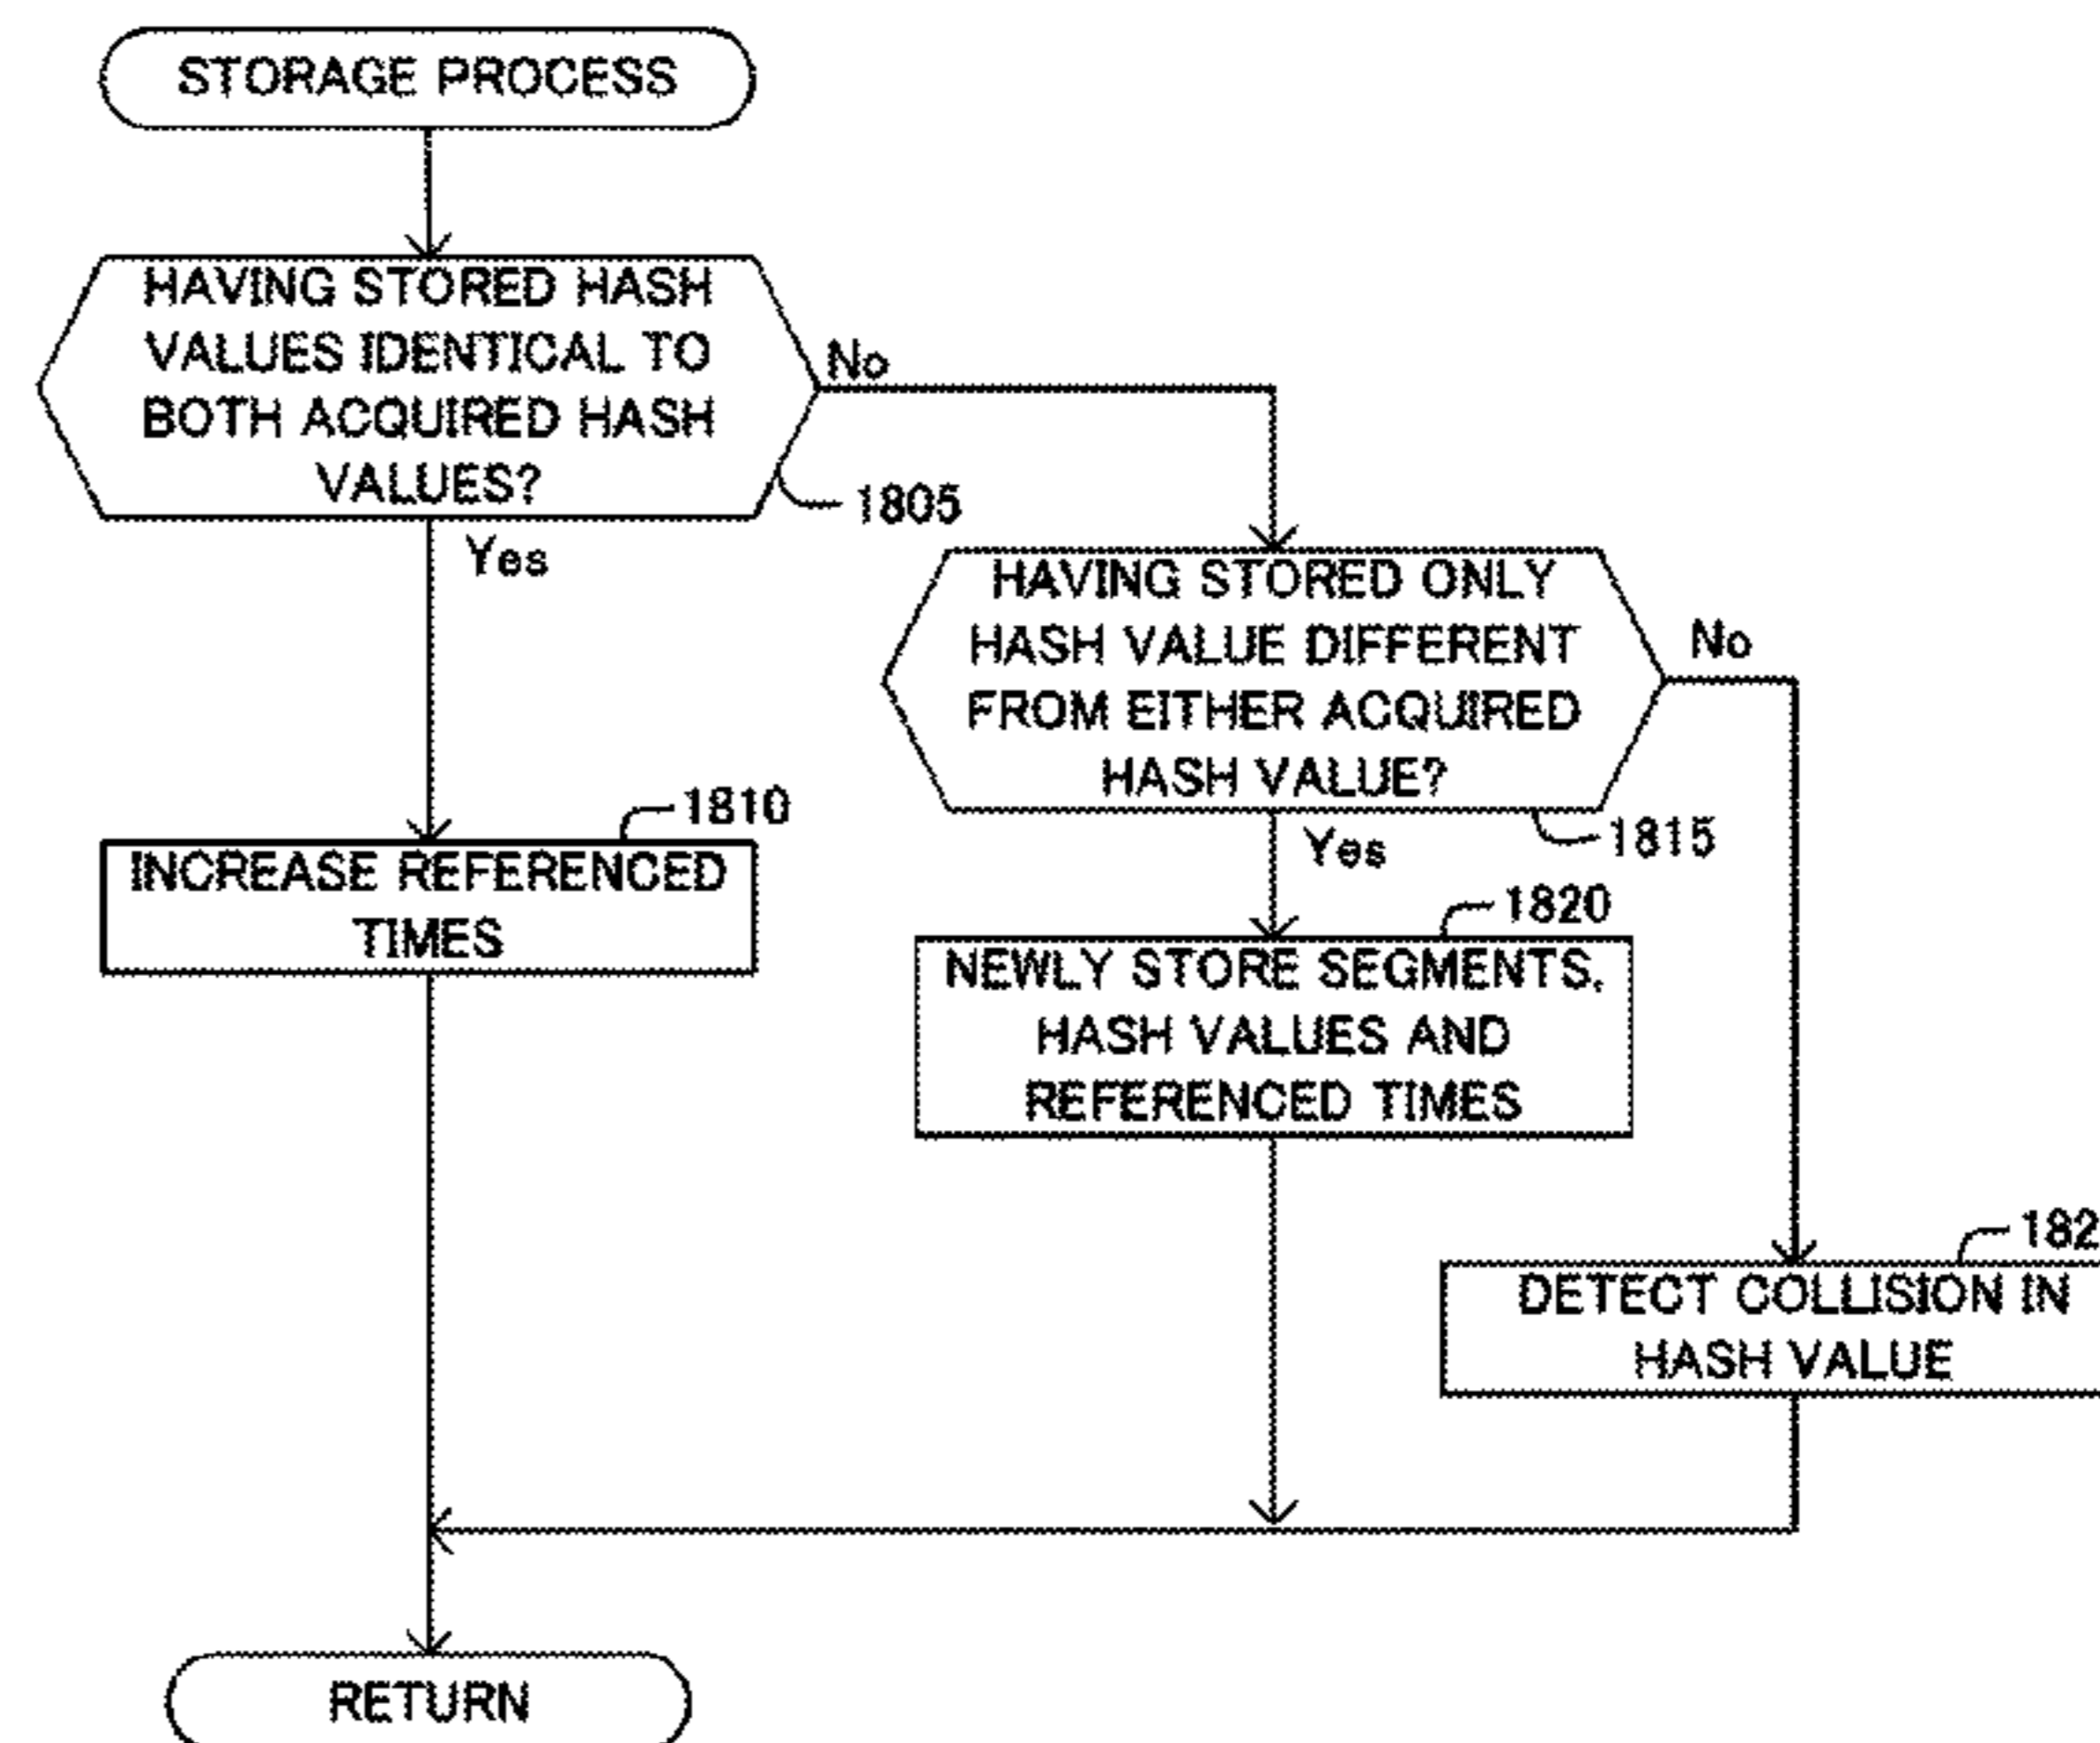 STORAGE PROCESS
HAVING STORED HASH
VALUES IDENTICAL TO
BOTH ACQUIRED HASH
VALUES?
No
1805
Yes
HAVING STORED ONLY
HASH VALUE DIFFERENT
FROM EITHER ACQUIRED
HASH VALUE?
No
1815
Yes
1810
INCREASE REFERENCED
TIMES
1820
NEWLY STORE SEGMENTS,
HASH VALUES AND
REFERENCED TIMES
182
DETECT COLLISION IN
HASH VALUE
RETURN